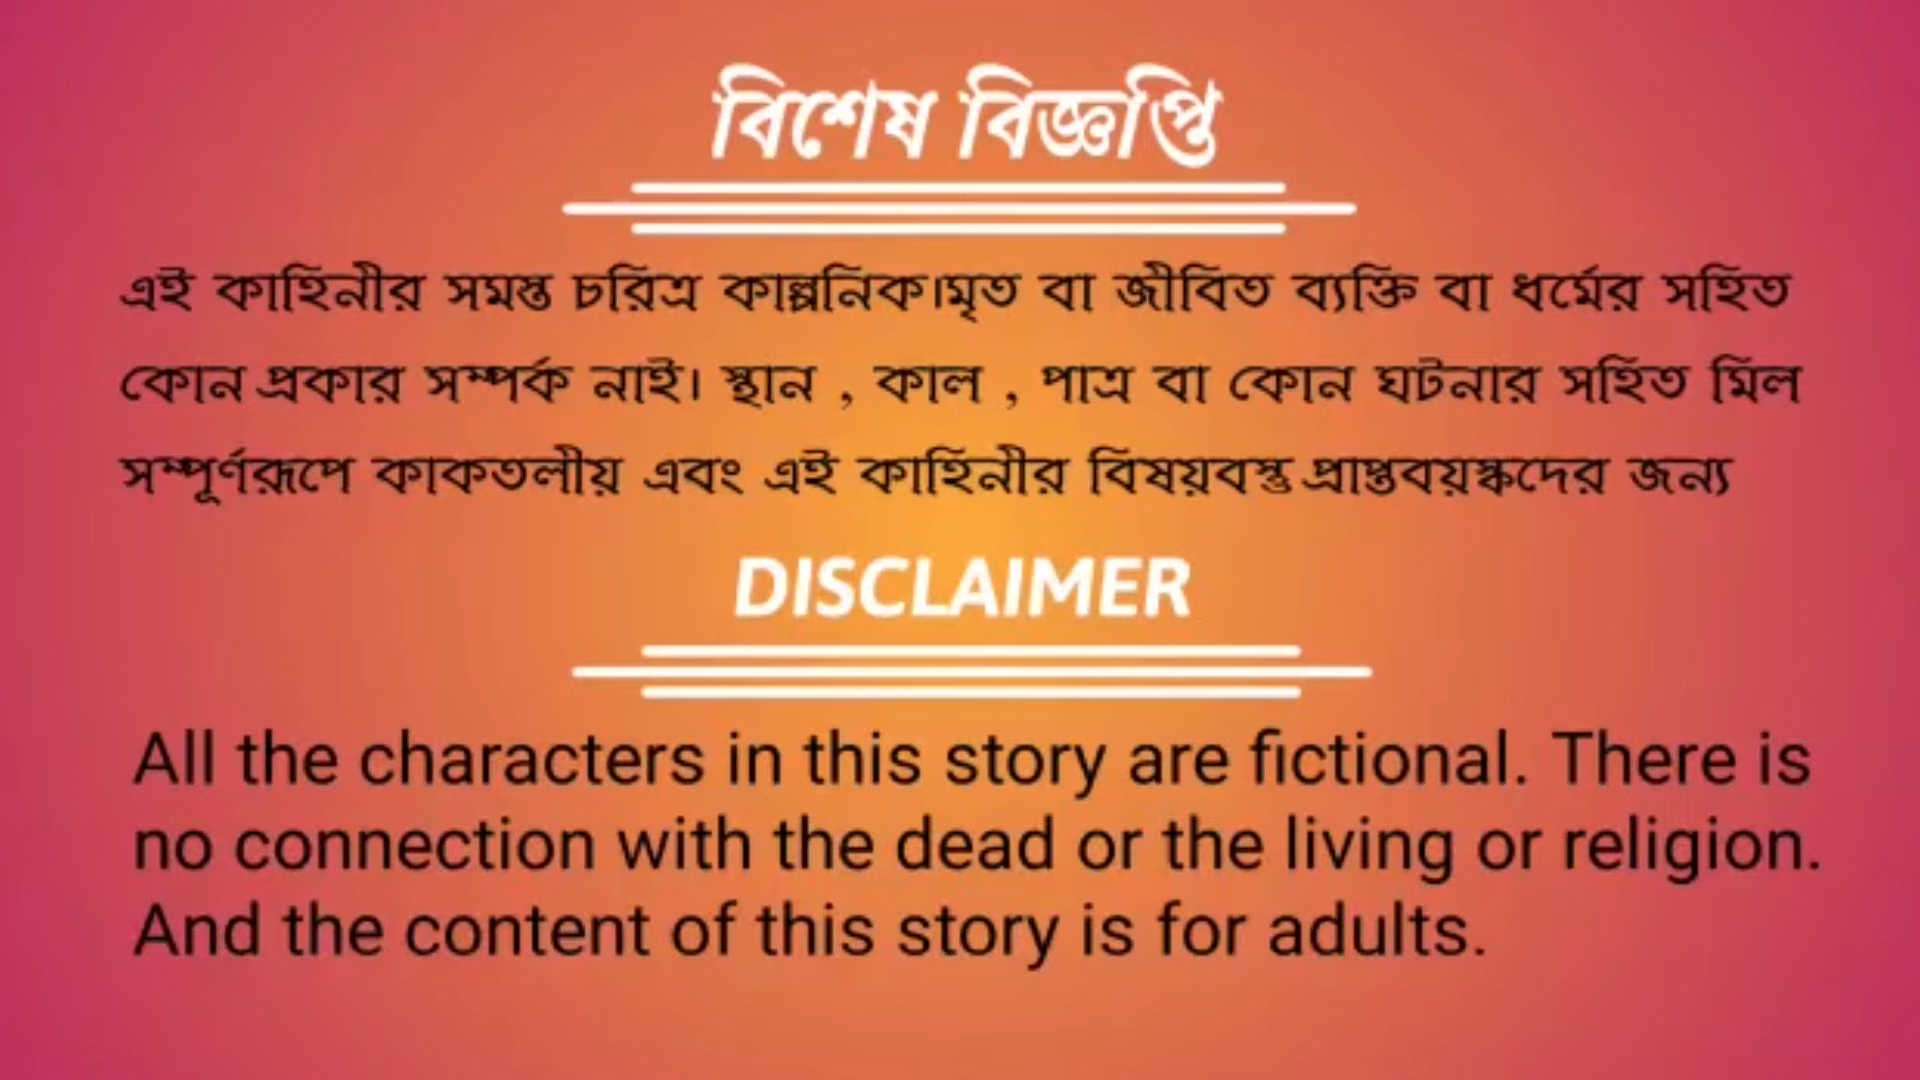 বিশেষ বিজ্ঞপ্তি
এই কাহিনীর সমস্ত চরিত্র কাল্পনিক।মৃত বা জীবিত ব্যক্তি বা ধর্মের সহিত
কোন প্রকার সম্পর্ক নাই। স্থান , কাল , পাত্র বা কোন ঘটনার সহিত মিল
সম্পূর্ণরূপে কাকতলীয় এবং এই কাহিনীর বিষয়বস্তু প্রাপ্তবয়স্কদের জন্য
DISCLAIMER
All the characters in this story are fictional. There is
no connection with the dead or the living or religion.
And the content of this story is for adults.